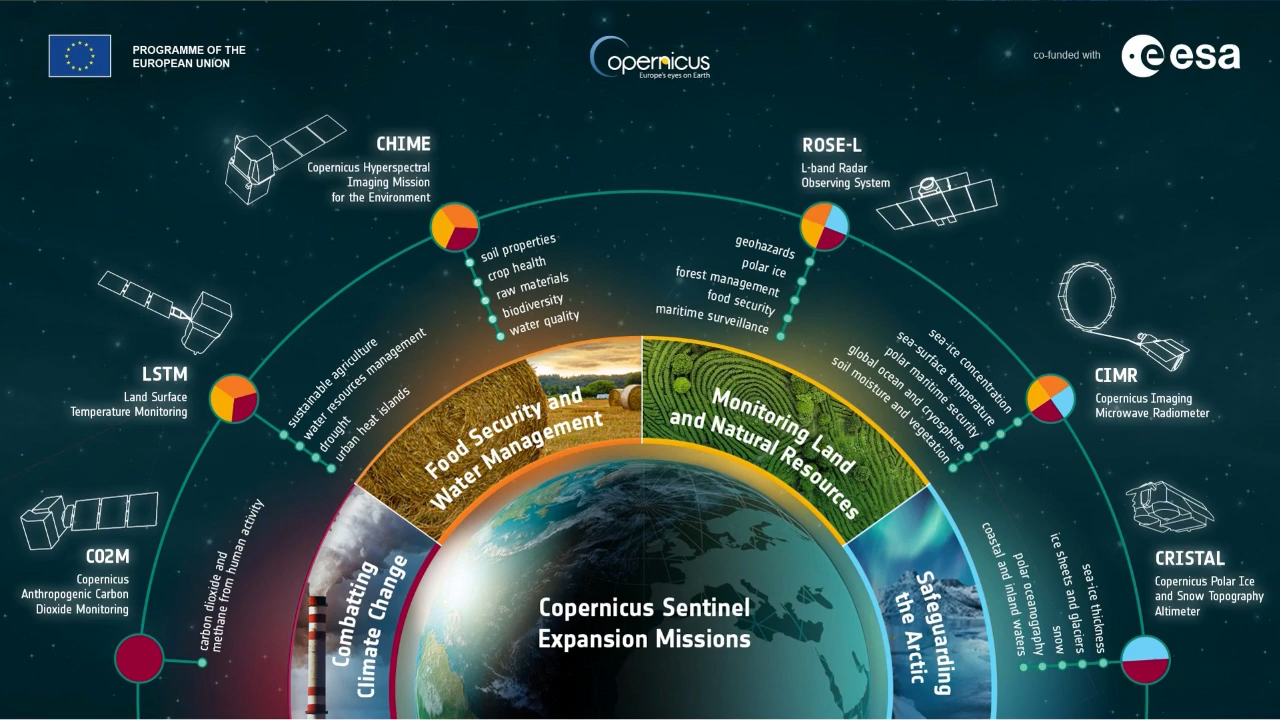 PROGRAMME OF THE
EUROPEAN UNION
opernicus
Europe's eyes on Earth
co-funded with
esa
CHIME
Copernicus Hyperspectral
Imaging Mission
for the Environment
soil properties
crop health
raw materials
biodiversity
water quality
ROSE-L
L-band Radar
Observing System
geohazards
polar ice
forest management
food security
maritime surveillance
LSTM
Land Surface
Temperature Monitoring
sustainable agriculture
water resources management
drought
urban heat islands
CIMR
Copernicus Imaging
Microwave Radiometer
sea-ice concentration
sea-surface temperature
polar maritime security
global ocean and cryosphere
soil moisture and vegetation
CO2M
Copernicus
Anthropogenic Carbon
Dioxide Monitoring
carbon dioxide and
methane from human activity
CRISTAL
Copernicus Polar Ice
and Snow Topography
Altimeter
sea-ice thickness
ice sheets and glaciers
snow
polar oceanography
coastal and inland waters
Combatting
Climate Change
Food Security and
Water Management
Monitoring Land
and Natural Resources
Safeguarding
the Arctic
Copernicus Sentinel
Expansion Missions